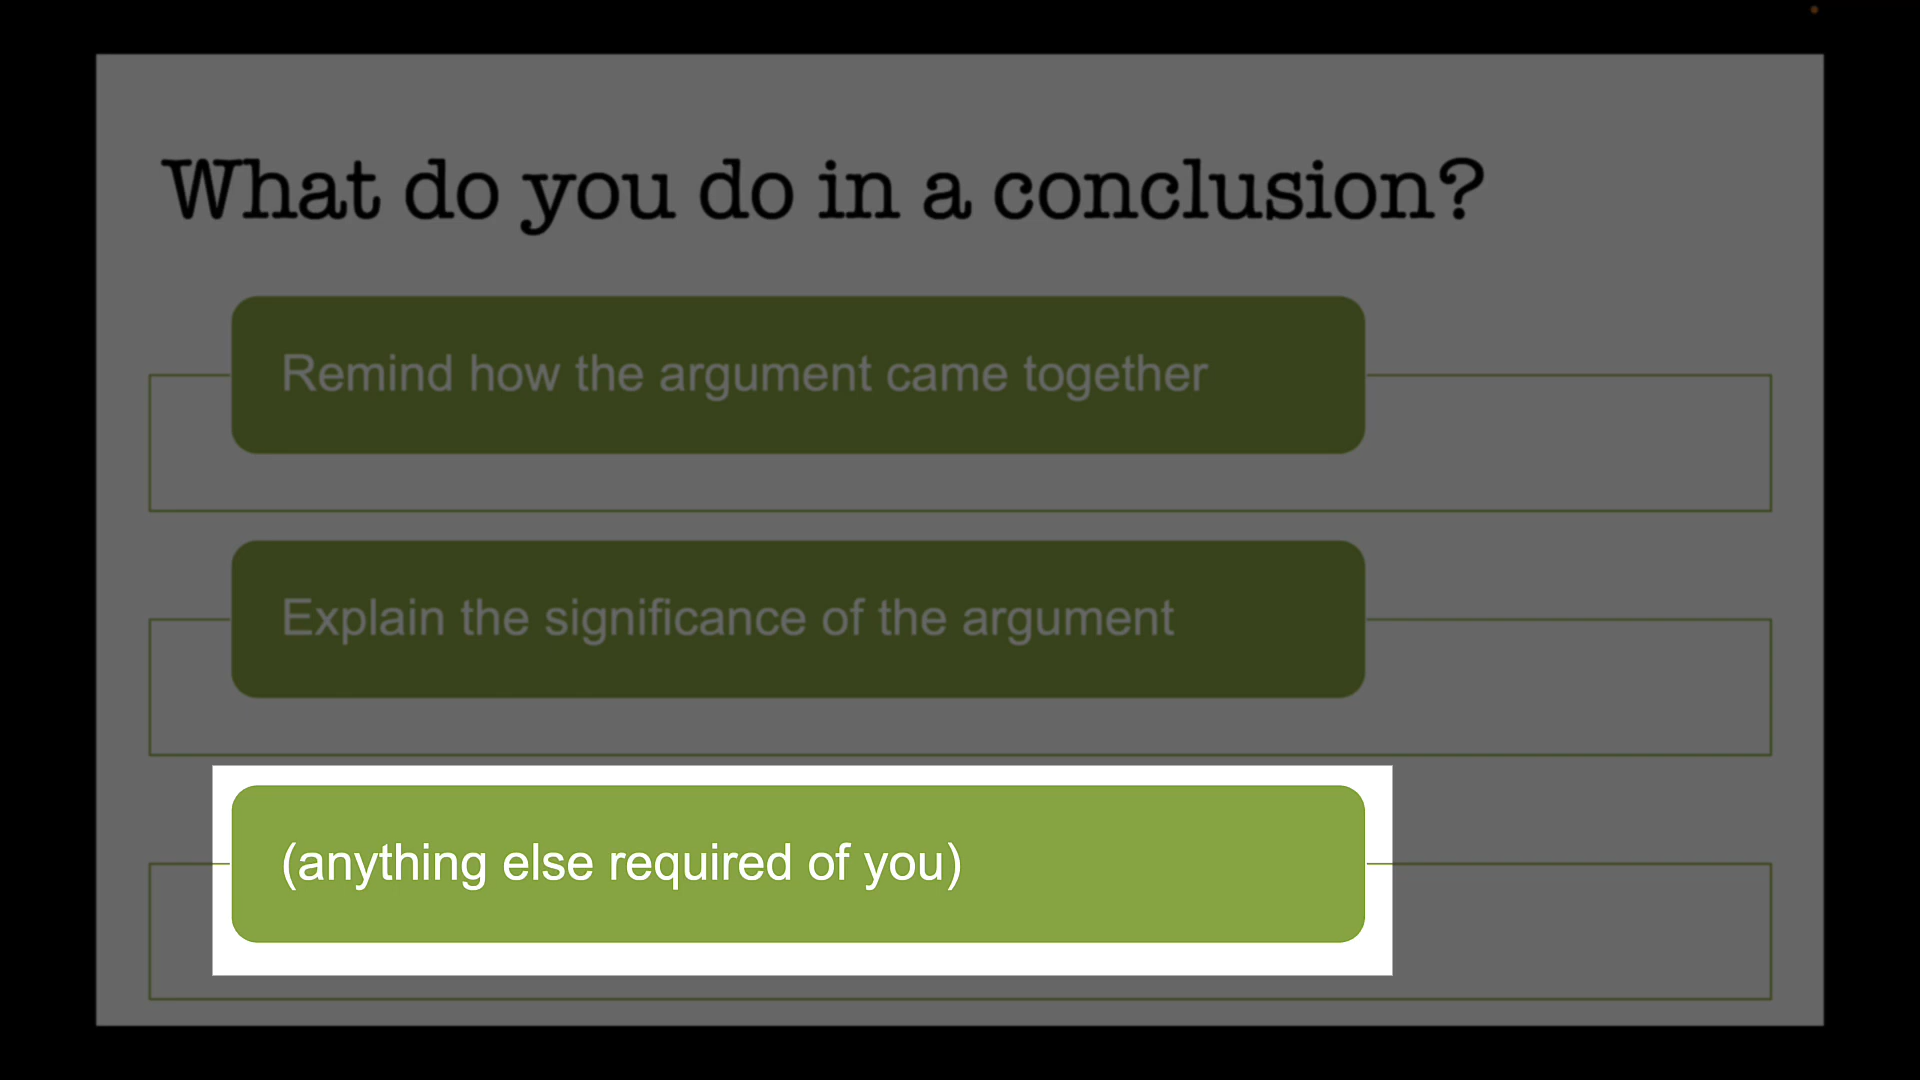 What do you do in a conclusion?
Remind how the argument came together
Explain the significance of the argument
(anything else required of you)